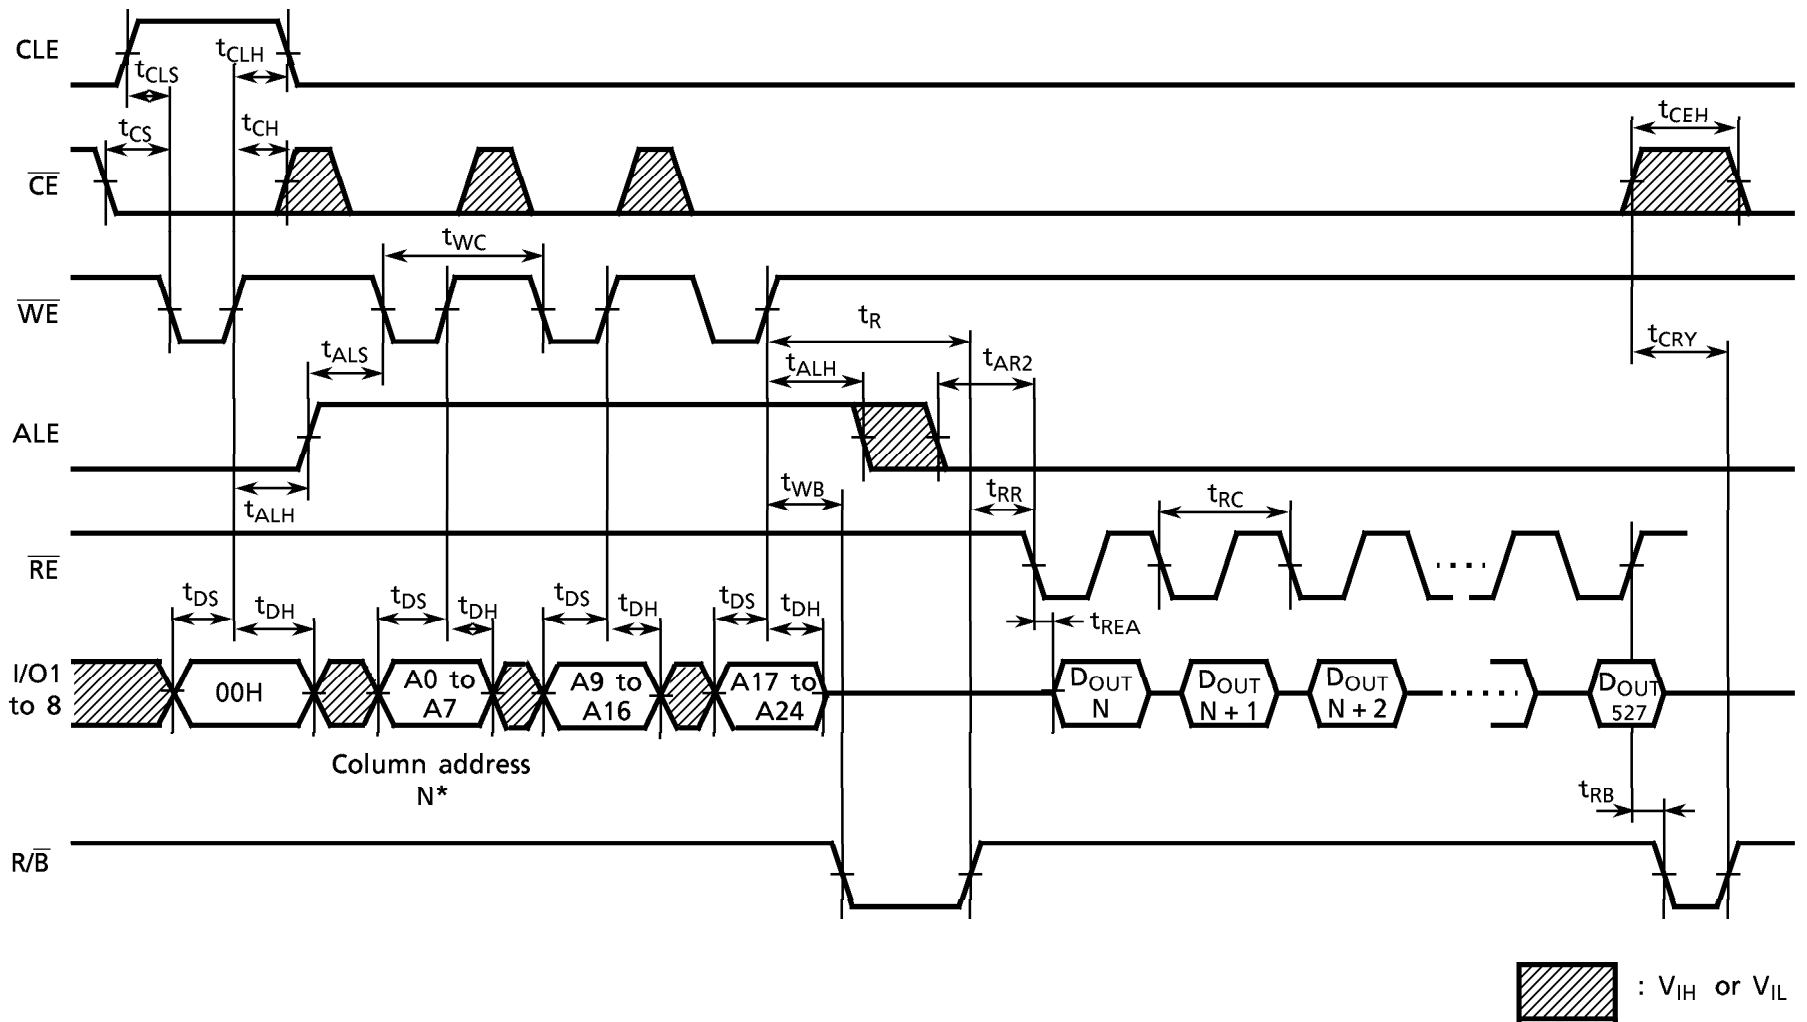 CLE
tCLH
tCLS
tCS
tCH
tCEH
CE
tWC
WE
tR
tALS
tALH
tAR2
tCRY
ALE
tALH
tWB
tRR
tRC
RE
tDS
tDH
tDS
tDH
tDS
tDH
tDS
tDH
tREA
I/O1
to 8
00H
A0 to
A7
A9 to
A16
A17 to
A24
DOUT
N
DOUT
N + 1
DOUT
N + 2
DOUT
527
Column address
N*
tRB
R/B
: VIH or VIL